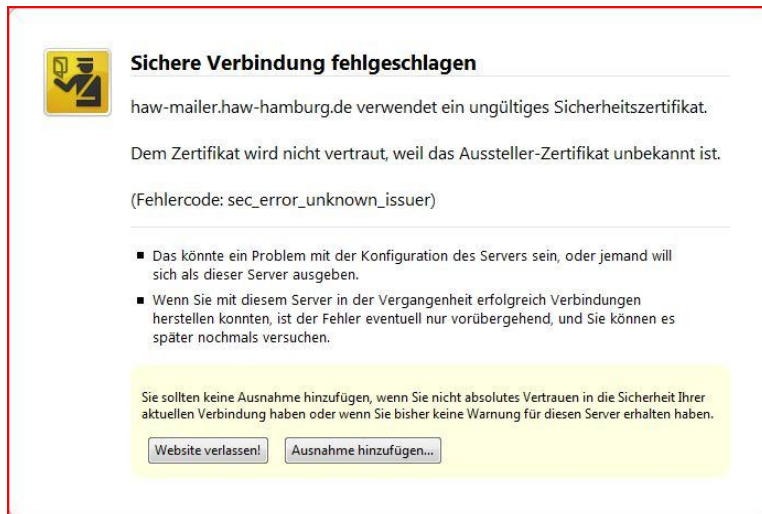 Sichere Verbindung fehlgeschlagen
haw-mailer.haw-hamburg.de verwendet ein ungültiges Sicherheitszertifikat.
Dem Zertifikat wird nicht vertraut, weil das Aussteller-Zertifikat unbekannt ist.
(Fehlercode: sec_error_unknown_issuer)
Das könnte ein Problem mit der Konfiguration des Servers sein, oder jemand will
sich als dieser Server ausgeben.
Wenn Sie mit diesem Server in der Vergangenheit erfolgreich Verbindungen
herstellen konnten, ist der Fehler eventuell nur vorübergehend, und Sie können es
später nochmals versuchen.
Sie sollten keine Ausnahme hinzufügen, wenn Sie nicht absolutes Vertrauen in die Sicherheit Ihrer
aktuellen Verbindung haben oder wenn Sie bisher keine Warnung für diesen Server erhalten haben.
Website verlassen! Ausnahme hinzufügen...